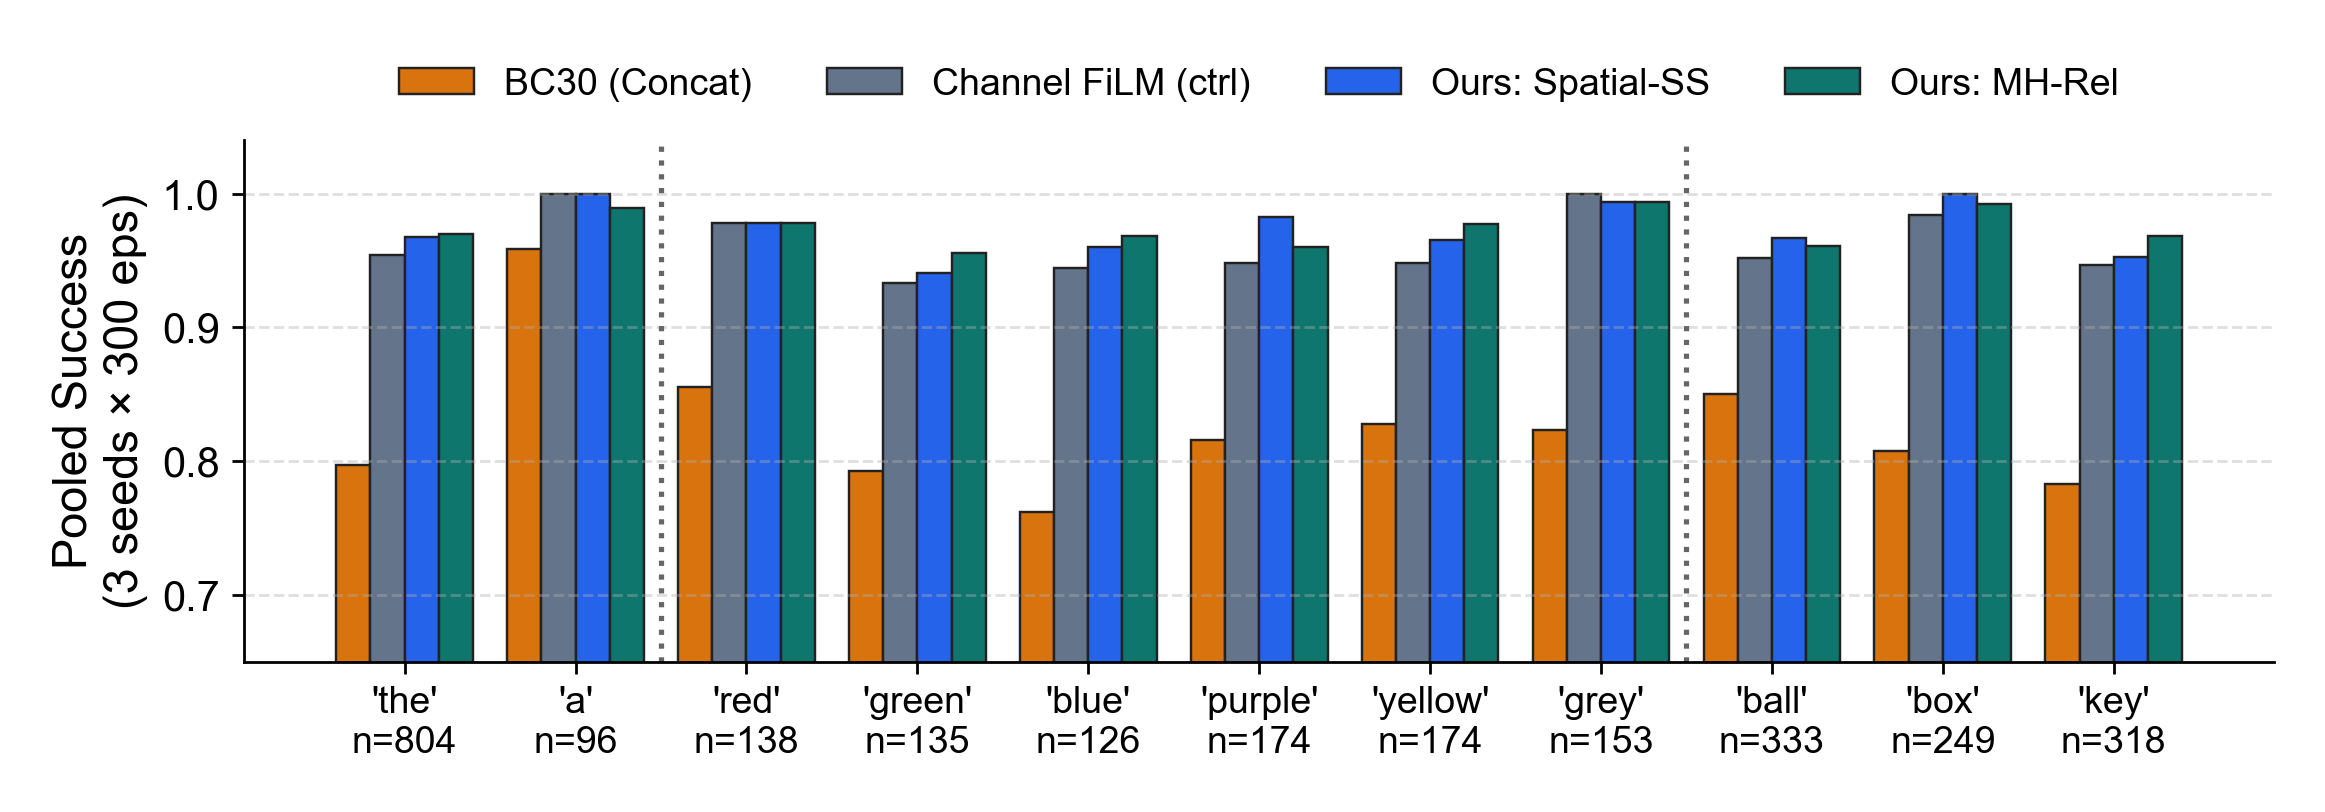 BC30 (Concat) Channel FiLM (ctrl) Ours: Spatial-SS Ours: MH-Rel
Pooled Success
(3 seeds × 300 eps)
1.0
0.9
0.8
0.7
'the' 'a' 'red' 'green' 'blue' 'purple' 'yellow' 'grey' 'ball' 'box' 'key'
n=804 n=96 n=138 n=135 n=126 n=174 n=174 n=153 n=333 n=249 n=318